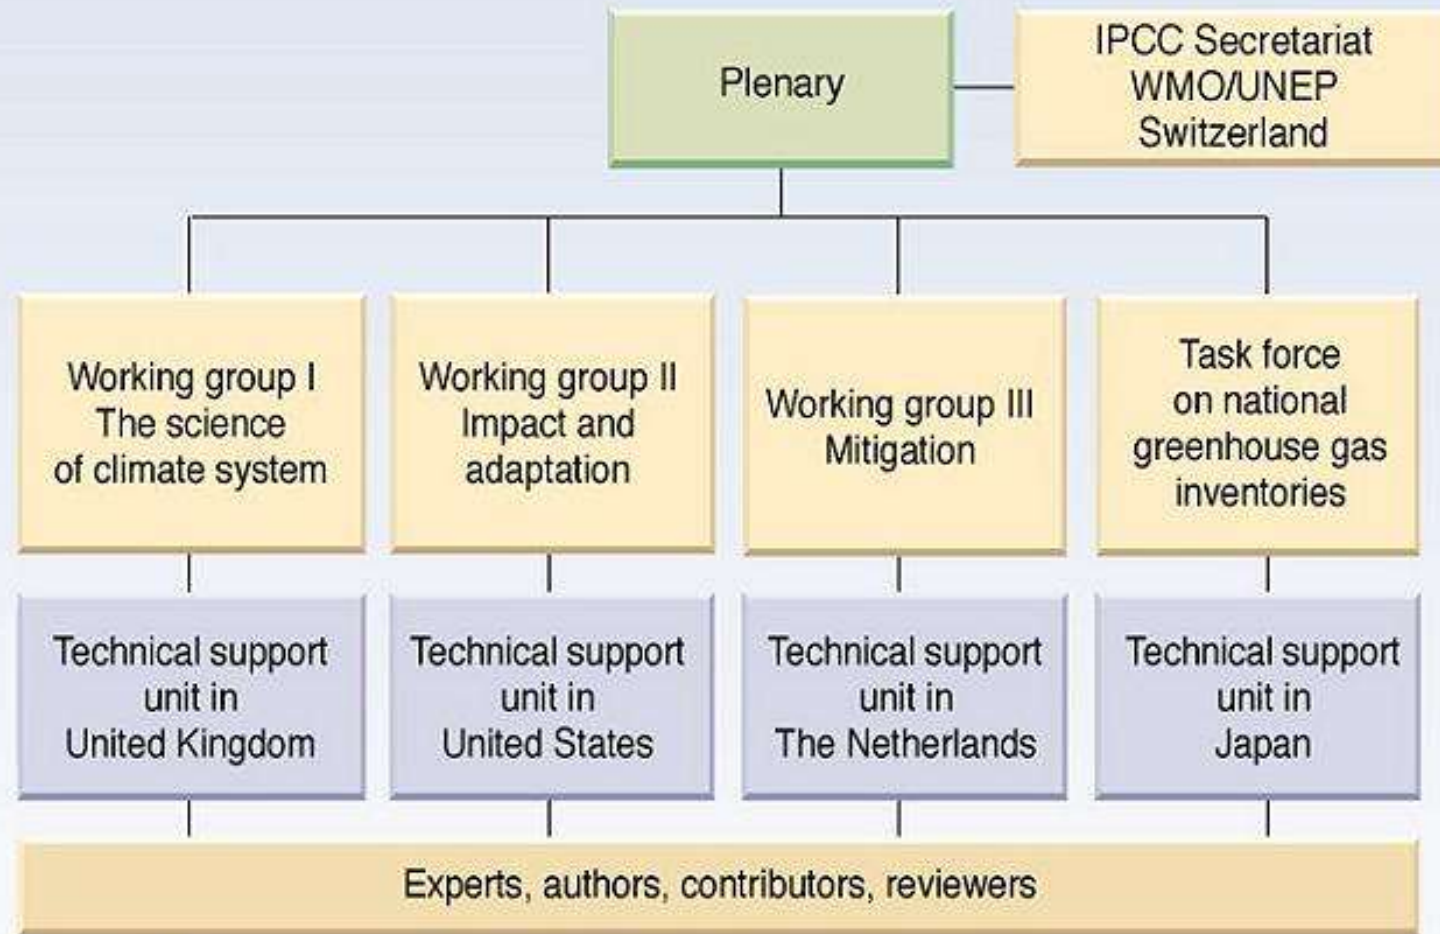 Plenary
IPCC Secretariat
WMO/UNEP
Switzerland
Working group I
The science
of climate system
Working group II
Impact and
adaptation
Working group III
Mitigation
Task force
on national
greenhouse gas
inventories
Technical support
unit in
United Kingdom
Technical support
unit in
United States
Technical support
unit in
The Netherlands
Technical support
unit in
Japan
Experts, authors, contributors, reviewers